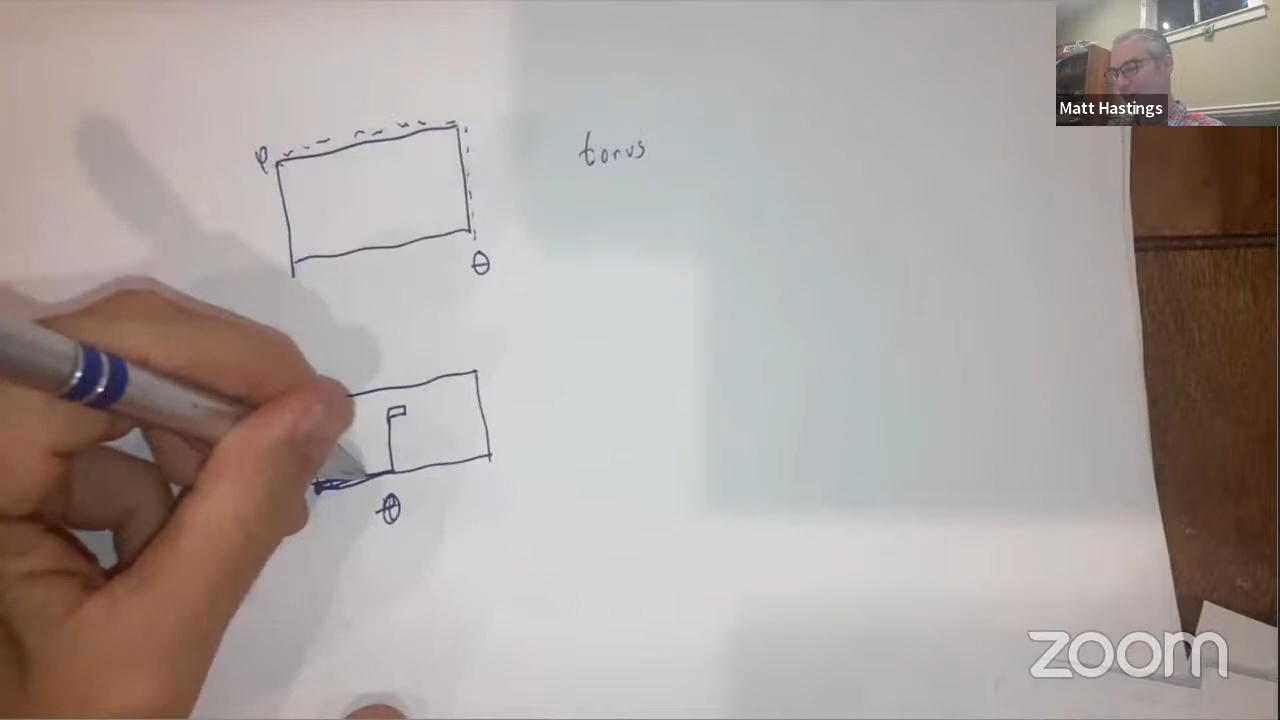 Matt Hastings
φ torus
θ
θ
zoom